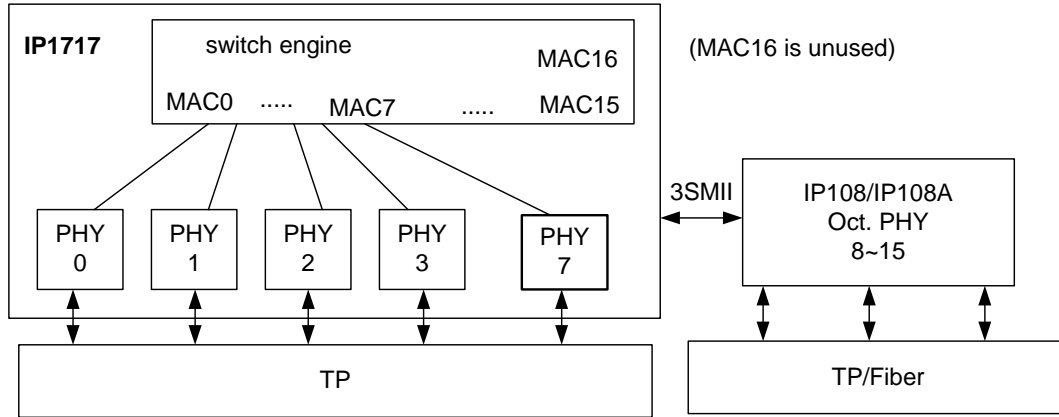 IP1717
switch engine
(MAC16 is unused)
MAC16
MAC0 ..... MAC7 ..... MAC15
3SMII
IP108/IP108A
Oct. PHY
8~15
PHY
0
PHY
1
PHY
2
PHY
3
PHY
7
TP
TP/Fiber